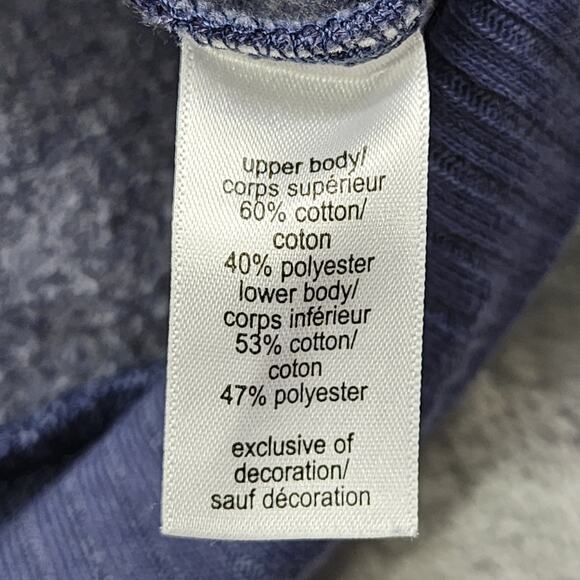 upper body/
corps supérieur
60% cotton/
coton
40% polyester
lower body/
corps inférieur
53% cotton/
coton
47% polyester
exclusive of
decoration/
sauf décoration